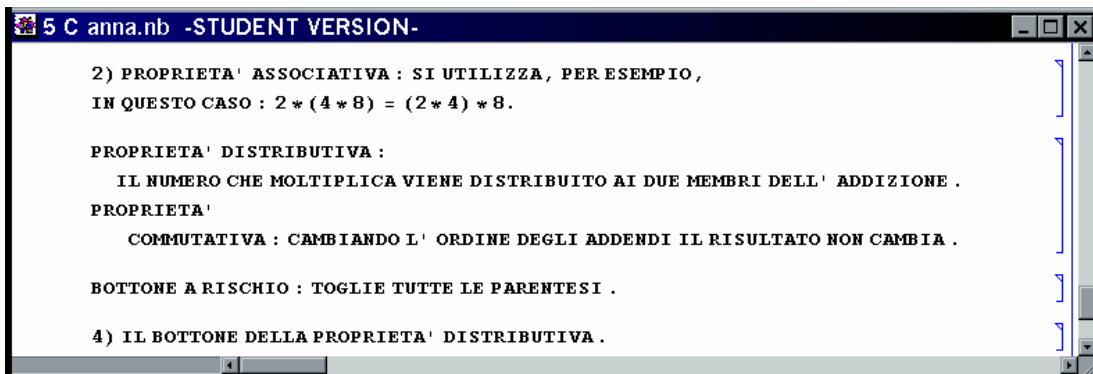 5 C anna.nb -STUDENT VERSION-
2) PROPRIETA' ASSOCIATIVA : SI UTILIZZA, PER ESEMPIO,
IN QUESTO CASO : 2 * (4 * 8) = (2 * 4) * 8.
PROPRIETA' DISTRIBUTIVA :
IL NUMERO CHE MOLTIPLICA VIENE DISTRIBUITO AI DUE MEMBRI DELL' ADDIZIONE .
PROPRIETA'
COMMUTATIVA : CAMBIANDO L' ORDINE DEGLI ADDENDI IL RISULTATO NON CAMBIA .
BOTTONE A RISCHIO : TOGLIE TUTTE LE PARENTESI .
4) IL BOTTONE DELLA PROPRIETA' DISTRIBUTIVA .